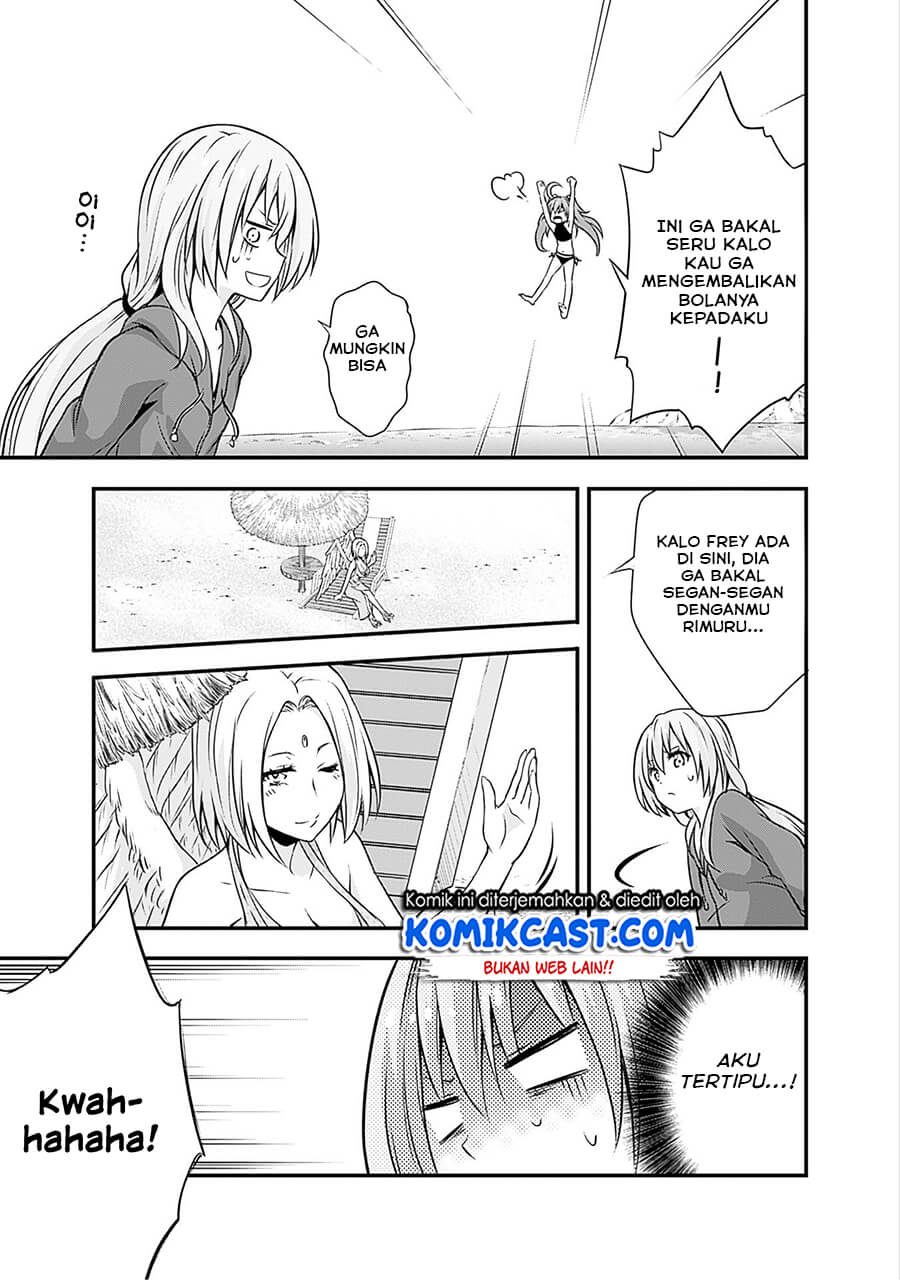 INI GA BAKAL
SERU KALO
KAU GA
MENGEMBALIKAN
BOLANYA
KEPADAKU
!!
GA
MUNGKIN
BISA
Oi
Oi...
KALO FREY ADA
DI SINI, DIA
GA BAKAL
SEGAN-SEGAN
DENGANMU
RIMURU...
Komik ini diterjemahkan & diedit oleh
KOMIKCAST.COM
BUKAN WEB LAIN!!
AKU
TERTIPU...!
Kwah-
hahaha!